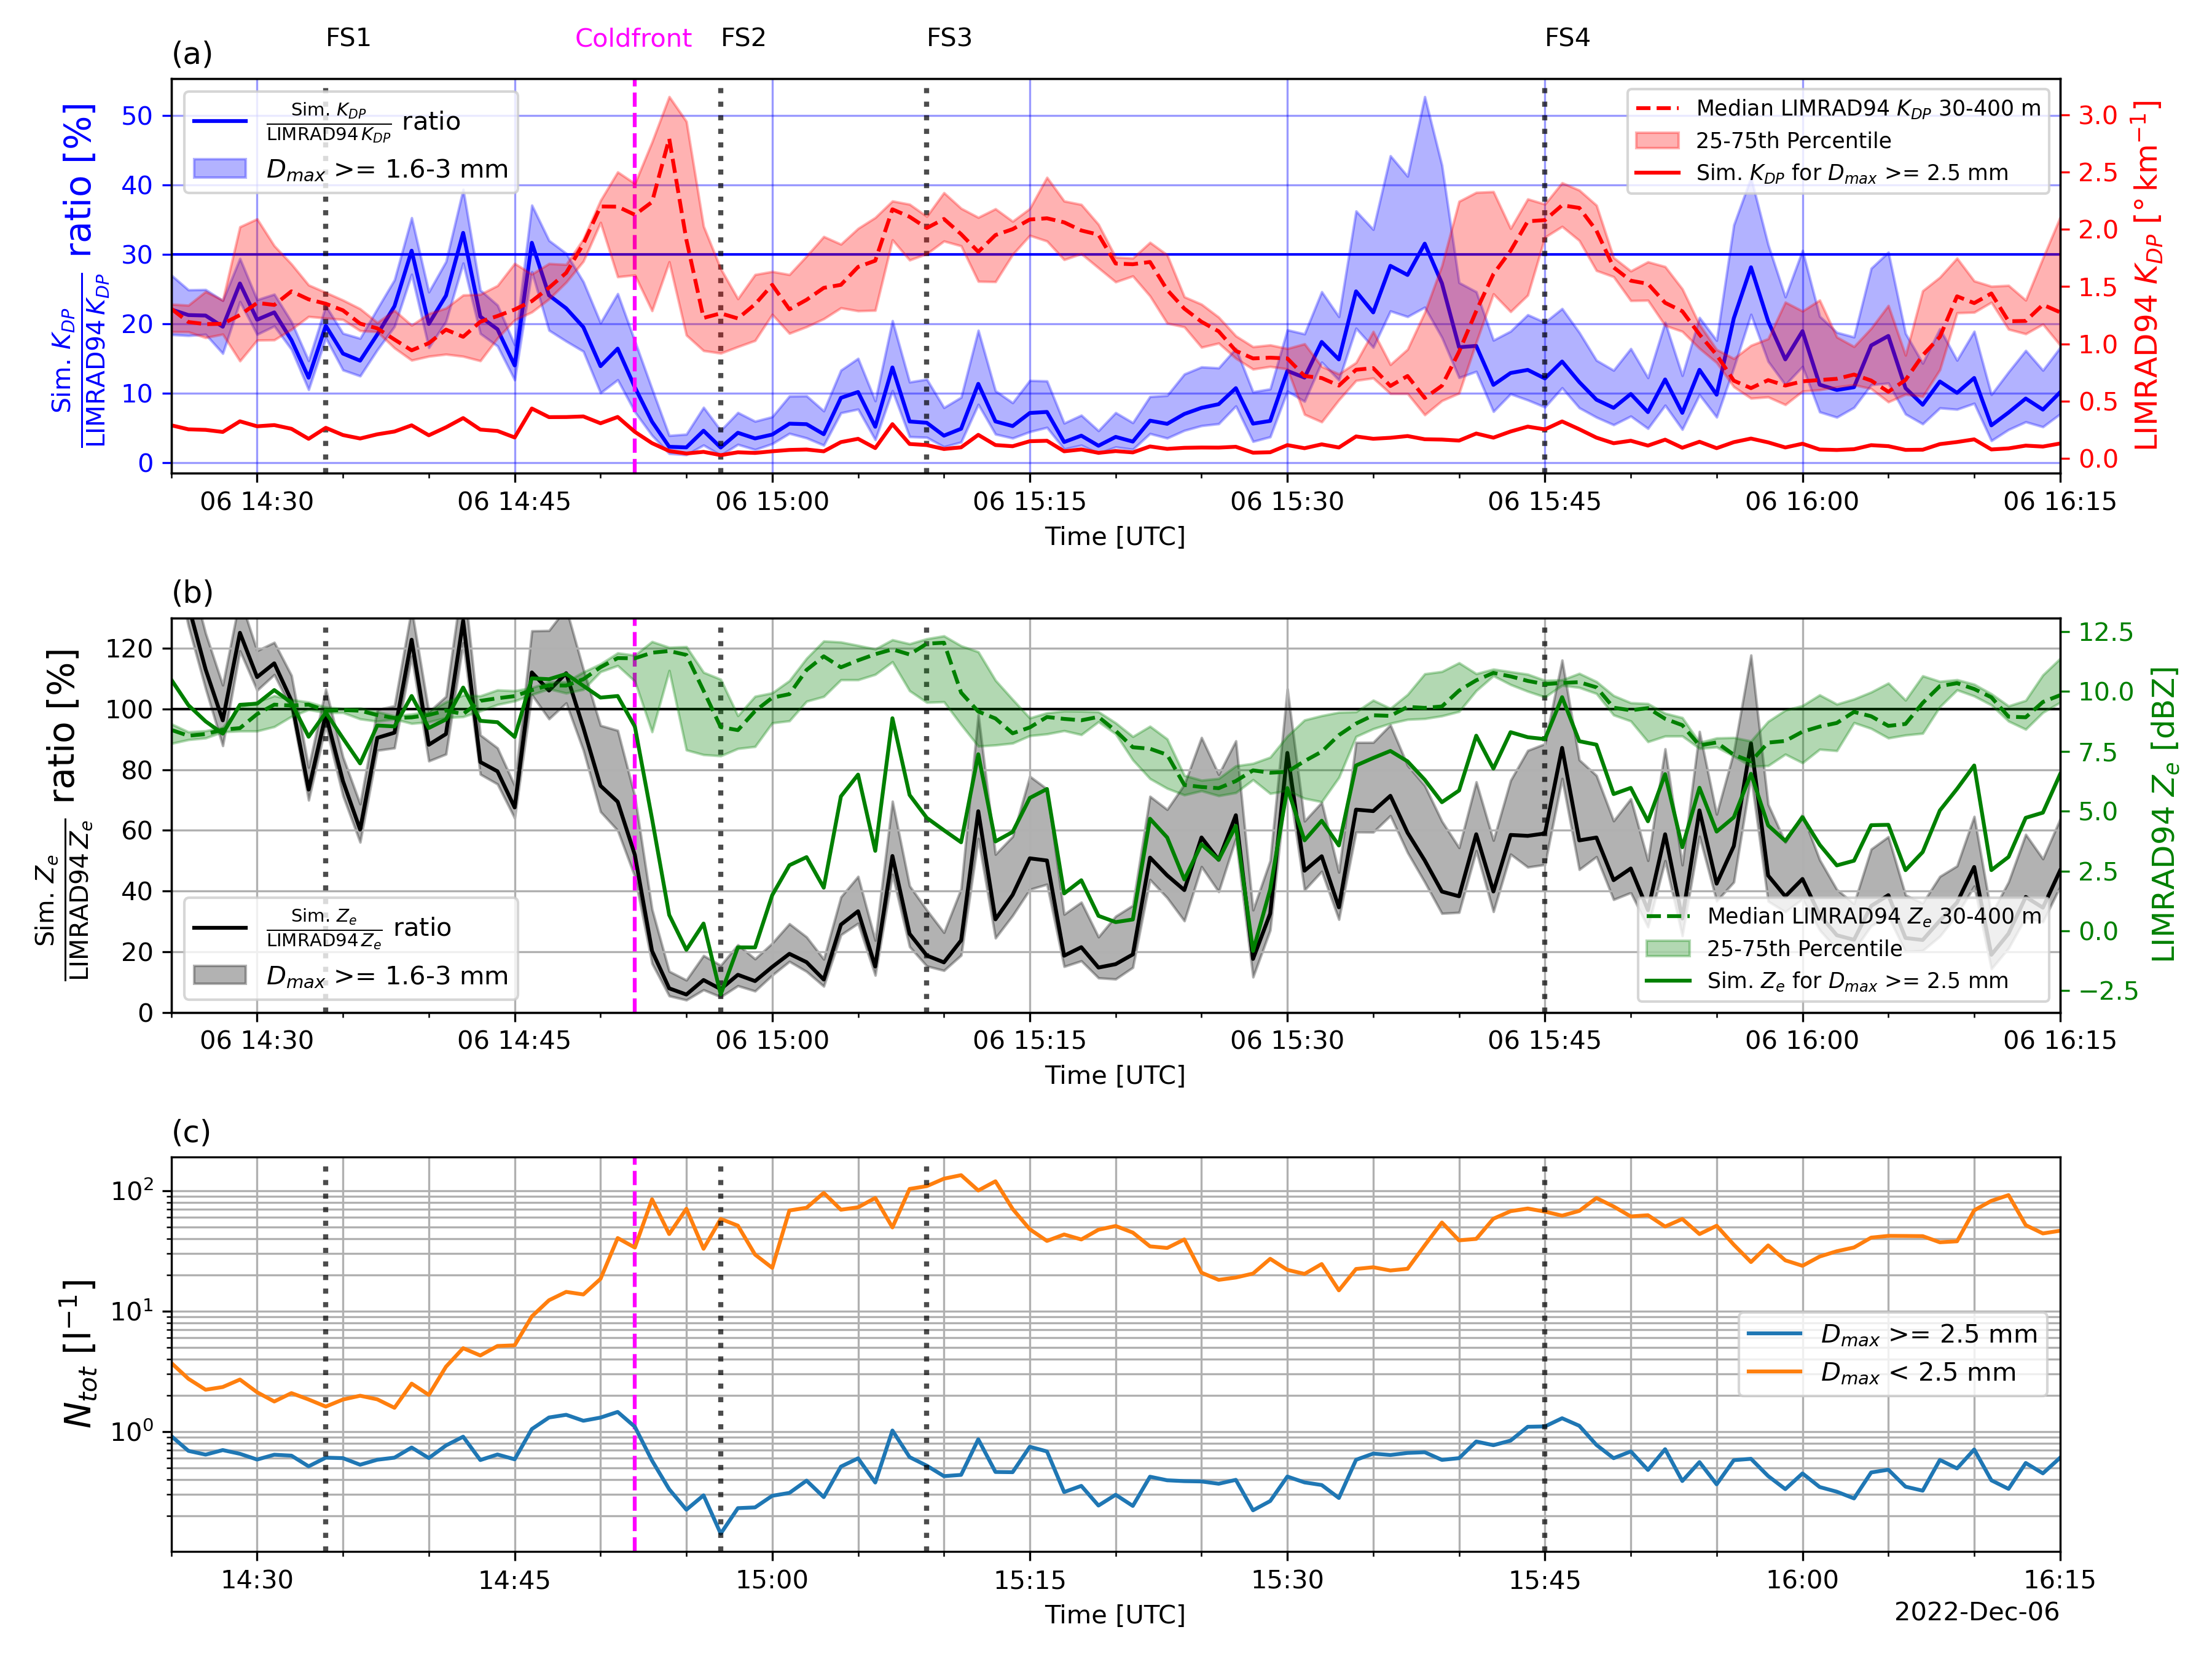 FS1 Coldfront FS2 FS3 FS4
(a)
Sim. K_DP / LIMRAD94 K_DP ratio [%]
50
40
30
20
10
0
Sim. K_DP / LIMRAD94 K_DP ratio
D_max >= 1.6-3 mm
Median LIMRAD94 K_DP 30-400 m
25-75th Percentile
Sim. K_DP for D_max >= 2.5 mm
3.0
2.5
2.0
1.5
1.0
0.5
0.0
LIMRAD94 K_DP [° km⁻¹]
06 14:30 06 14:45 06 15:00 06 15:15 06 15:30 06 15:45 06 16:00 06 16:15
Time [UTC]
(b)
Sim. Z_e / LIMRAD94 Z_e ratio [%]
120
100
80
60
40
20
0
Sim. Z_e / LIMRAD94 Z_e ratio
D_max >= 1.6-3 mm
Median LIMRAD94 Z_e 30-400 m
25-75th Percentile
Sim. Z_e for D_max >= 2.5 mm
12.5
10.0
7.5
5.0
2.5
0.0
−2.5
LIMRAD94 Z_e [dBZ]
06 14:30 06 14:45 06 15:00 06 15:15 06 15:30 06 15:45 06 16:00 06 16:15
Time [UTC]
(c)
N_tot [l⁻¹]
10²
10¹
10⁰
D_max >= 2.5 mm
D_max < 2.5 mm
14:30 14:45 15:00 15:15 15:30 15:45 16:00 16:15
Time [UTC]
2022-Dec-06